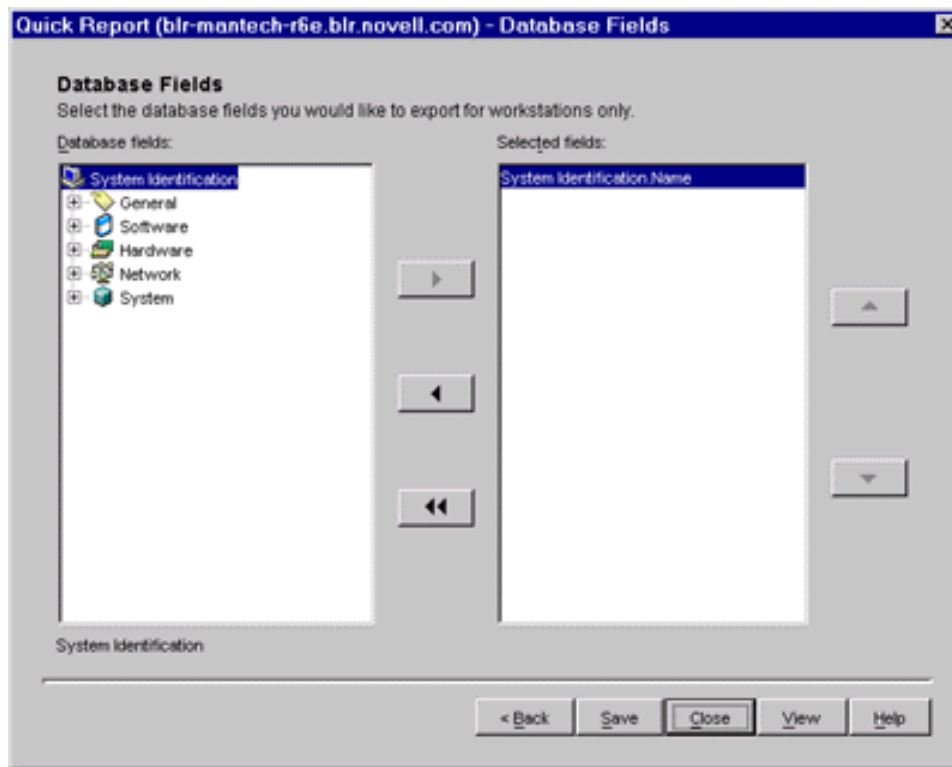 Quick Report (blr-mantech-r6e.blr.novell.com) - Database Fields
Database Fields
Select the database fields you would like to export for workstations only.
Database fields:
Selected fields:
System Identification
General
Software
Hardware
Network
System
System Identification.Name
System Identification
< Back
Save
Close
View
Help